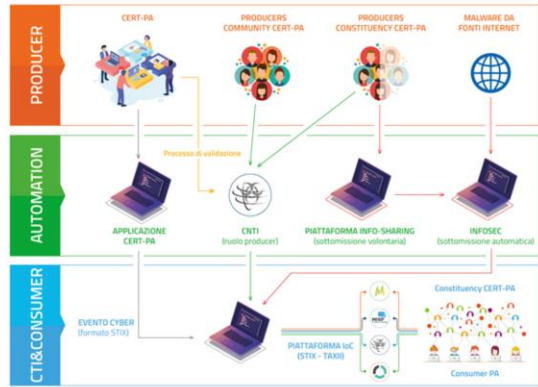 PRODUCER
CERT-PA
PRODUCERS
COMMUNITY CERT-PA
PRODUCERS
CONSTITUENCY CERT-PA
MALWARE DA
FONTI INTERNET
Processo di validazione
AUTOMATION
APPLICAZIONE
CERT-PA
CNTI
(ruolo producer)
PIATTAFORMA INFO-SHARING
(sottomissione volontaria)
INFOSEC
(sottomissione automatica)
CTI&CONSUMER
EVENTO CYBER
(formato STIX)
PIATTAFORMA IoC
(STIX - TAXII)
Constituency CERT-PA
Consumer PA